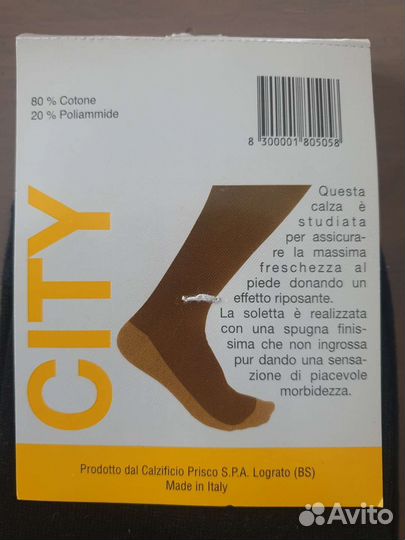 80 % Cotone
20 % Poliammide
8 300001 805058
CITY
Questa
calza è
studiata
per assicura-
re la massima
freschezza al
piede donando un
effetto riposante.
La soletta è realizzata
con una spugna finis-
sima che non ingrossa
pur dando una sensa-
zione di piacevole
morbidezza.
Prodotto dal Calzificio Prisco S.P.A. Lograto (BS)
Made in Italy
Avito